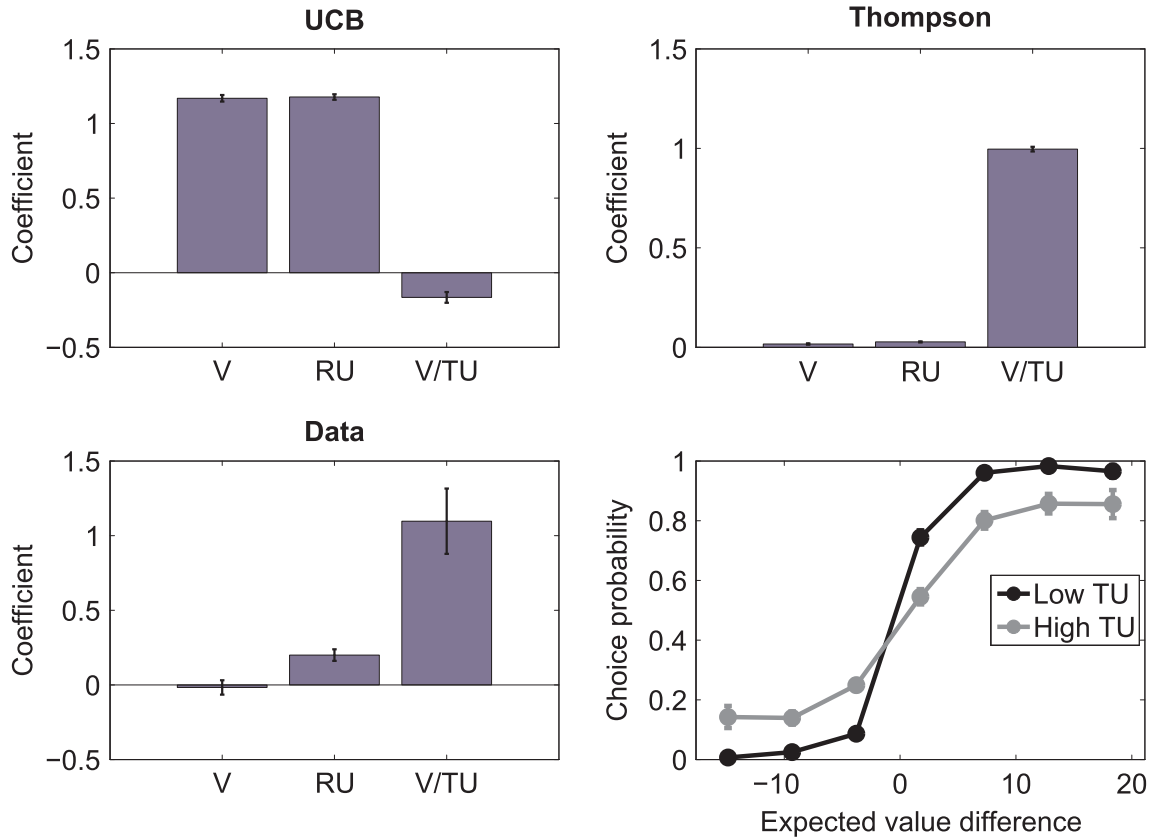 UCB
1.5
1
0.5
0
−0.5
Coefficient
V RU V/TU
Thompson
1.5
1
0.5
0
Coefficient
V RU V/TU
Data
1.5
1
0.5
0
−0.5
Coefficient
V RU V/TU
1
0.8
0.6
0.4
0.2
0
Choice probability
Low TU
High TU
−10 0 10 20
Expected value difference